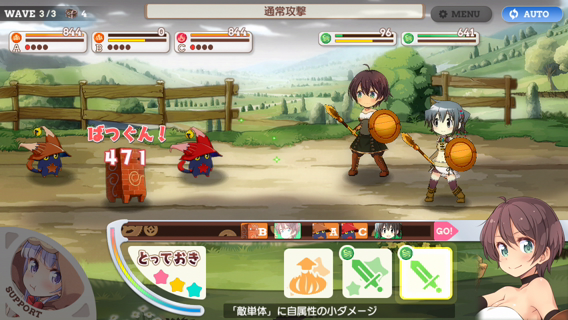 WAVE 3/3 4
通常攻撃
MENU
AUTO
A 844
B 0
C 844
96
641
ばつぐん!
471
B A C GO!
とっておき
SUPPORT
「敵単体」に自属性の小ダメージ